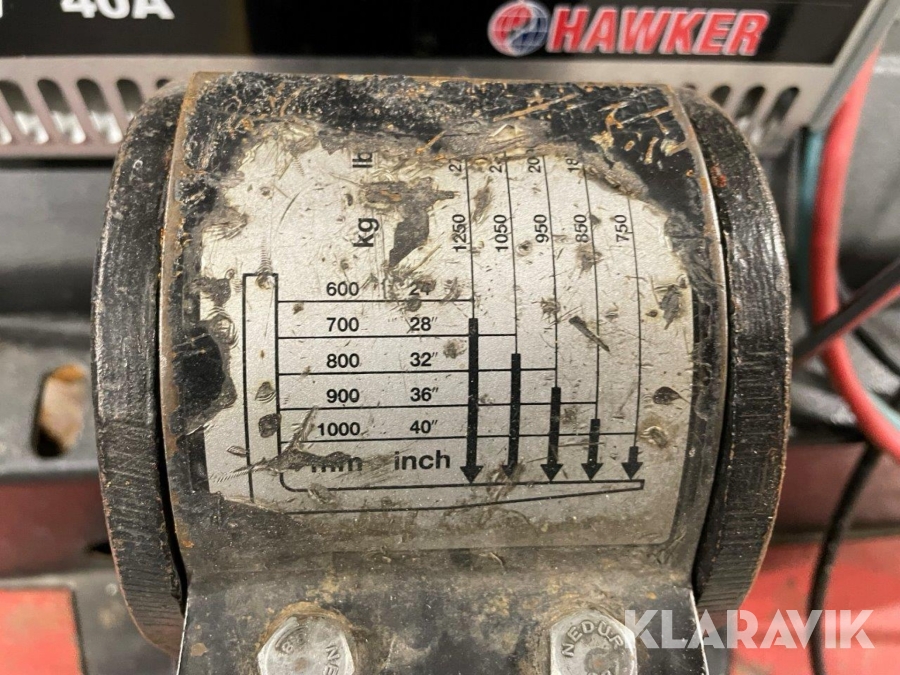 40A
HAWKER
lb
kg 1250 1050 950 850 750
600
700 28"
800 32"
900 36"
1000 40"
mm inch
KLARAVIK